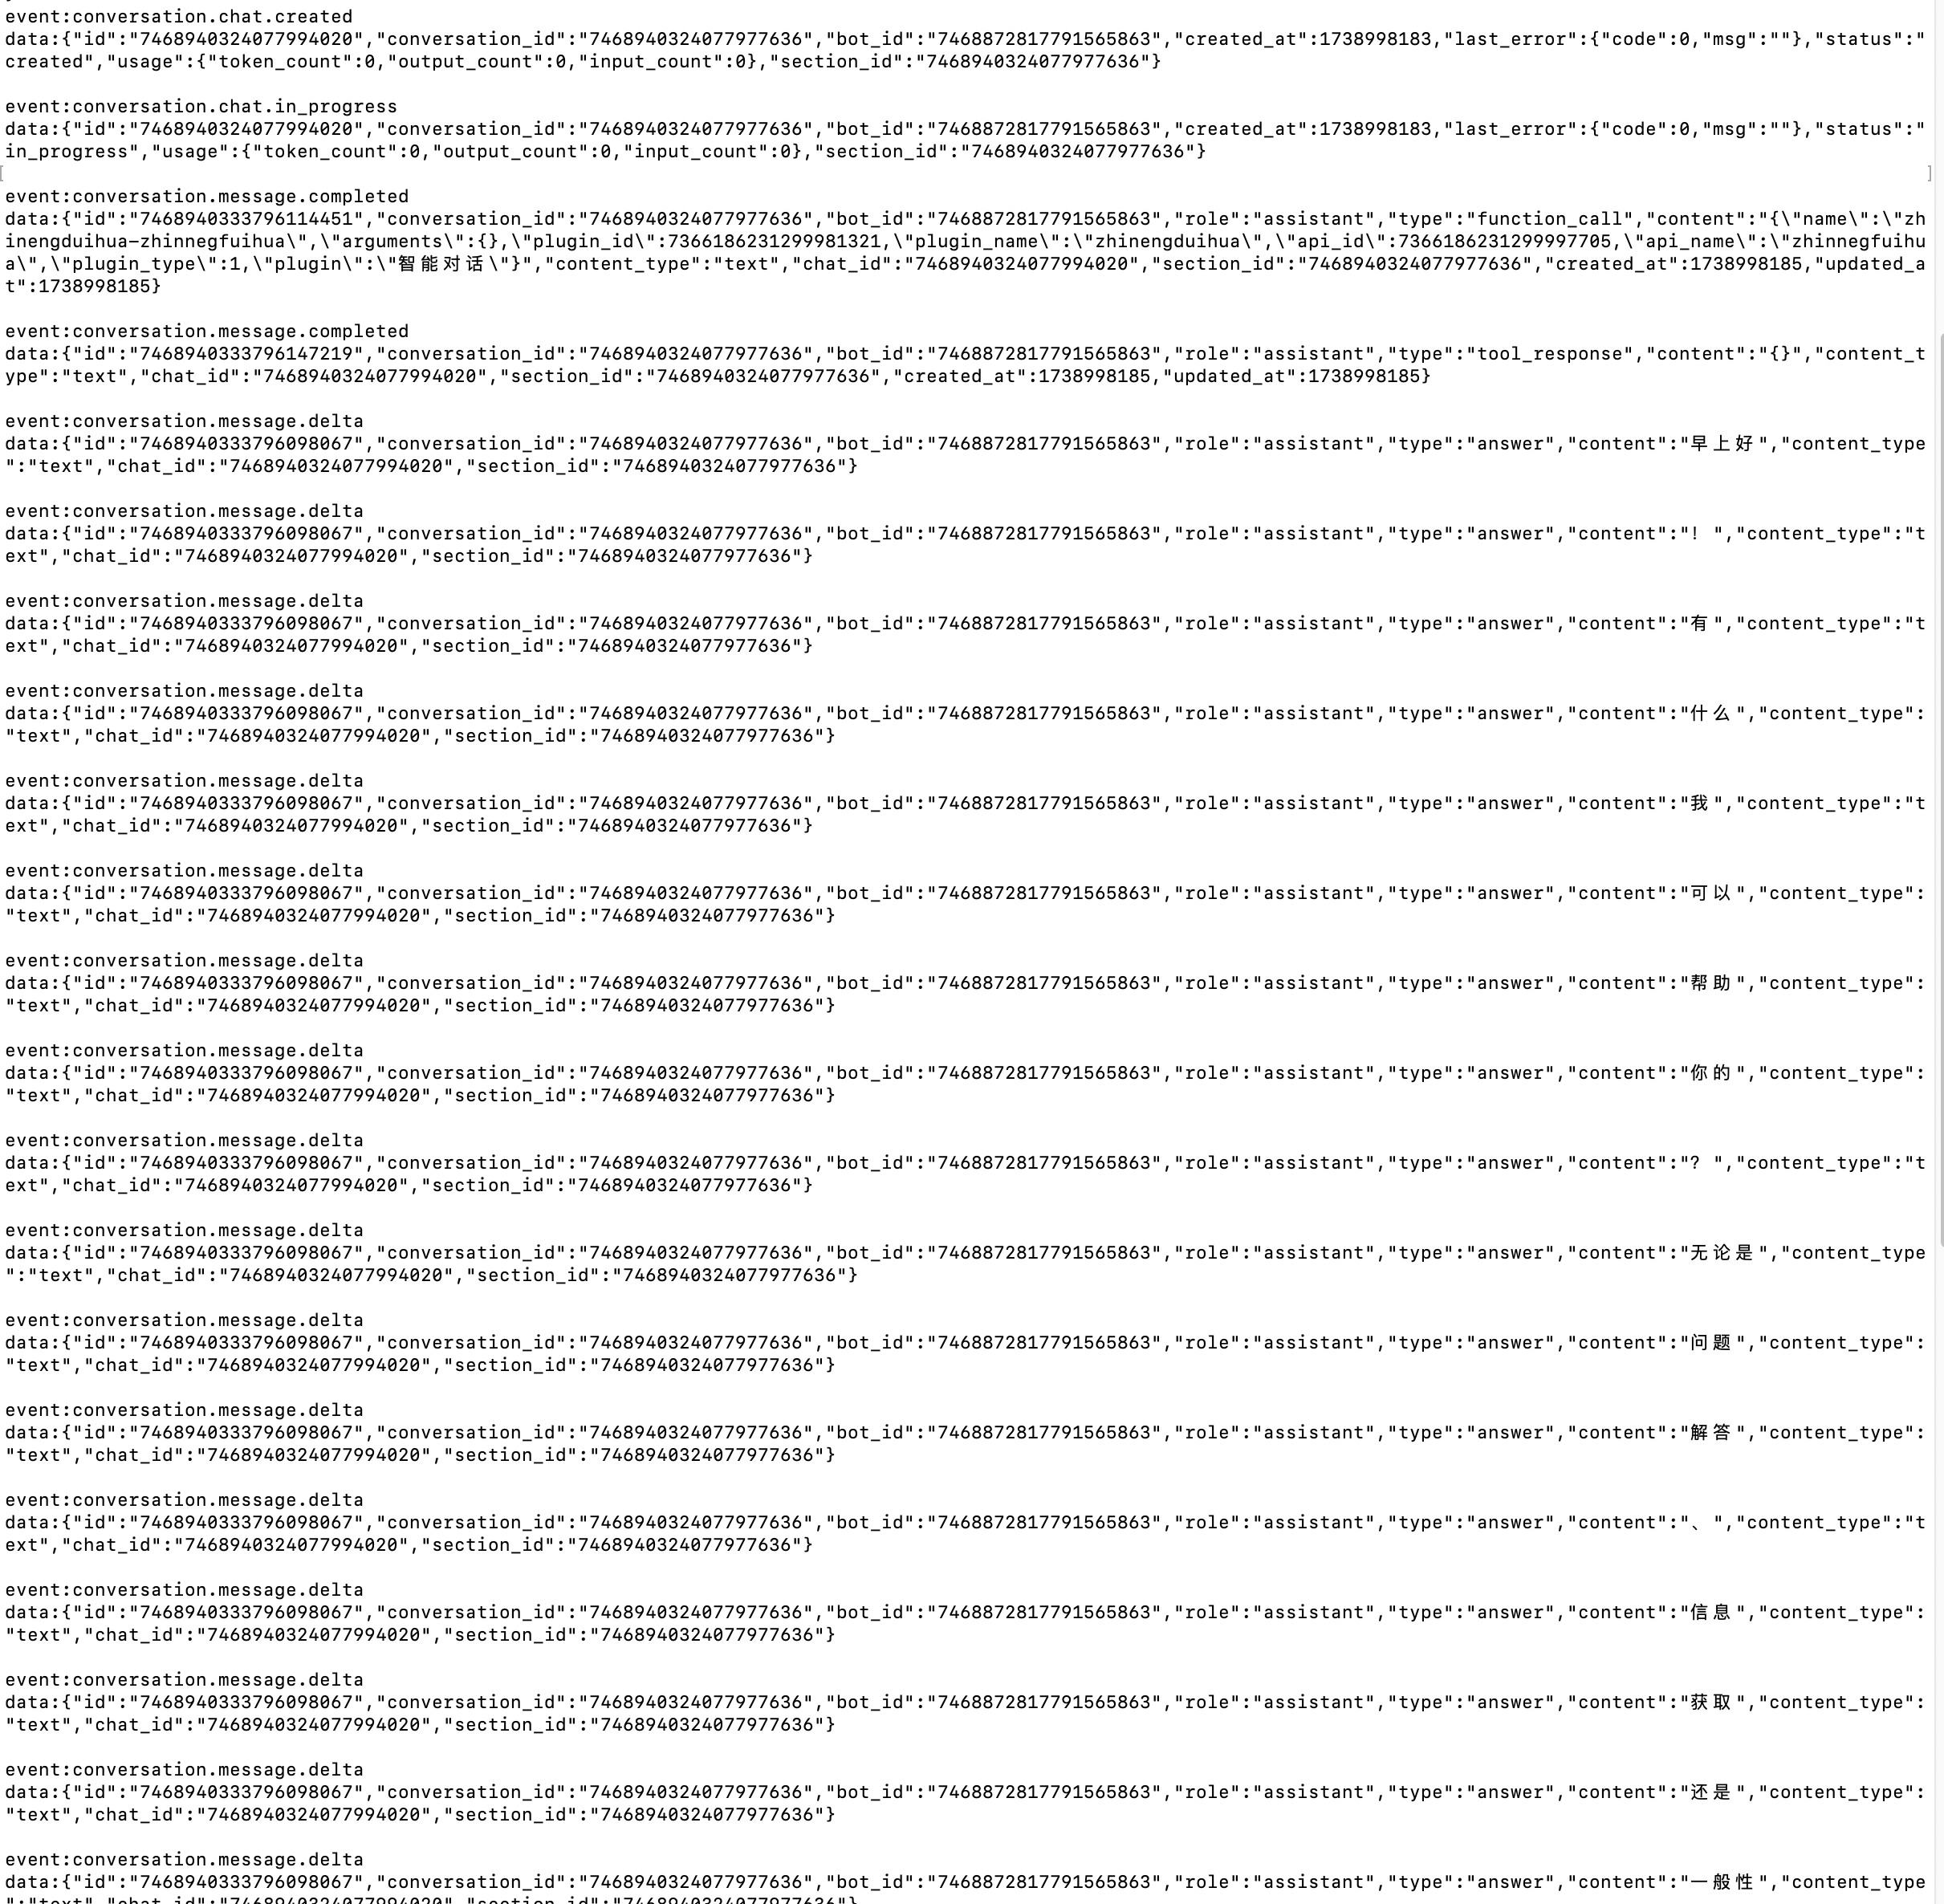 event:conversation.chat.created
data:{"id":"7468940324077994020","conversation_id":"7468940324077977636","bot_id":"7468872817791565863","created_at":1738998183,"last_error":{"code":0,"msg":""},"status":"
created","usage":{"token_count":0,"output_count":0,"input_count":0},"section_id":"7468940324077977636"}
event:conversation.chat.in_progress
data:{"id":"7468940324077994020","conversation_id":"7468940324077977636","bot_id":"7468872817791565863","created_at":1738998183,"last_error":{"code":0,"msg":""},"status":"
in_progress","usage":{"token_count":0,"output_count":0,"input_count":0},"section_id":"7468940324077977636"}
[ ]
event:conversation.message.completed
data:{"id":"7468940333796114451","conversation_id":"7468940324077977636","bot_id":"7468872817791565863","role":"assistant","type":"function_call","content":"{\"name\":\"zh
inengduihua-zhinnegfuihua\",\"arguments\":{},\"plugin_id\":7366186231299981321,\"plugin_name\":\"zhinengduihua\",\"api_id\":7366186231299997705,\"api_name\":\"zhinnegfuihu
a\",\"plugin_type\":1,\"plugin\":\"智能对话\"}","content_type":"text","chat_id":"7468940324077994020","section_id":"7468940324077977636","created_at":1738998185,"updated_a
t":1738998185}
event:conversation.message.completed
data:{"id":"7468940333796147219","conversation_id":"7468940324077977636","bot_id":"7468872817791565863","role":"assistant","type":"tool_response","content":"{}","content_t
ype":"text","chat_id":"7468940324077994020","section_id":"7468940324077977636","created_at":1738998185,"updated_at":1738998185}
event:conversation.message.delta
data:{"id":"7468940333796098067","conversation_id":"7468940324077977636","bot_id":"7468872817791565863","role":"assistant","type":"answer","content":"早上好","content_type
":"text","chat_id":"7468940324077994020","section_id":"7468940324077977636"}
event:conversation.message.delta
data:{"id":"7468940333796098067","conversation_id":"7468940324077977636","bot_id":"7468872817791565863","role":"assistant","type":"answer","content":"！","content_type":"t
ext","chat_id":"7468940324077994020","section_id":"7468940324077977636"}
event:conversation.message.delta
data:{"id":"7468940333796098067","conversation_id":"7468940324077977636","bot_id":"7468872817791565863","role":"assistant","type":"answer","content":"有","content_type":"t
ext","chat_id":"7468940324077994020","section_id":"7468940324077977636"}
event:conversation.message.delta
data:{"id":"7468940333796098067","conversation_id":"7468940324077977636","bot_id":"7468872817791565863","role":"assistant","type":"answer","content":"什么","content_type":
"text","chat_id":"7468940324077994020","section_id":"7468940324077977636"}
event:conversation.message.delta
data:{"id":"7468940333796098067","conversation_id":"7468940324077977636","bot_id":"7468872817791565863","role":"assistant","type":"answer","content":"我","content_type":"t
ext","chat_id":"7468940324077994020","section_id":"7468940324077977636"}
event:conversation.message.delta
data:{"id":"7468940333796098067","conversation_id":"7468940324077977636","bot_id":"7468872817791565863","role":"assistant","type":"answer","content":"可以","content_type":
"text","chat_id":"7468940324077994020","section_id":"7468940324077977636"}
event:conversation.message.delta
data:{"id":"7468940333796098067","conversation_id":"7468940324077977636","bot_id":"7468872817791565863","role":"assistant","type":"answer","content":"帮助","content_type":
"text","chat_id":"7468940324077994020","section_id":"7468940324077977636"}
event:conversation.message.delta
data:{"id":"7468940333796098067","conversation_id":"7468940324077977636","bot_id":"7468872817791565863","role":"assistant","type":"answer","content":"你的","content_type":
"text","chat_id":"7468940324077994020","section_id":"7468940324077977636"}
event:conversation.message.delta
data:{"id":"7468940333796098067","conversation_id":"7468940324077977636","bot_id":"7468872817791565863","role":"assistant","type":"answer","content":"？","content_type":"t
ext","chat_id":"7468940324077994020","section_id":"7468940324077977636"}
event:conversation.message.delta
data:{"id":"7468940333796098067","conversation_id":"7468940324077977636","bot_id":"7468872817791565863","role":"assistant","type":"answer","content":"无论是","content_type
":"text","chat_id":"7468940324077994020","section_id":"7468940324077977636"}
event:conversation.message.delta
data:{"id":"7468940333796098067","conversation_id":"7468940324077977636","bot_id":"7468872817791565863","role":"assistant","type":"answer","content":"问题","content_type":
"text","chat_id":"7468940324077994020","section_id":"7468940324077977636"}
event:conversation.message.delta
data:{"id":"7468940333796098067","conversation_id":"7468940324077977636","bot_id":"7468872817791565863","role":"assistant","type":"answer","content":"解答","content_type":
"text","chat_id":"7468940324077994020","section_id":"7468940324077977636"}
event:conversation.message.delta
data:{"id":"7468940333796098067","conversation_id":"7468940324077977636","bot_id":"7468872817791565863","role":"assistant","type":"answer","content":"、","content_type":"t
ext","chat_id":"7468940324077994020","section_id":"7468940324077977636"}
event:conversation.message.delta
data:{"id":"7468940333796098067","conversation_id":"7468940324077977636","bot_id":"7468872817791565863","role":"assistant","type":"answer","content":"信息","content_type":
"text","chat_id":"7468940324077994020","section_id":"7468940324077977636"}
event:conversation.message.delta
data:{"id":"7468940333796098067","conversation_id":"7468940324077977636","bot_id":"7468872817791565863","role":"assistant","type":"answer","content":"获取","content_type":
"text","chat_id":"7468940324077994020","section_id":"7468940324077977636"}
event:conversation.message.delta
data:{"id":"7468940333796098067","conversation_id":"7468940324077977636","bot_id":"7468872817791565863","role":"assistant","type":"answer","content":"还是","content_type":
"text","chat_id":"7468940324077994020","section_id":"7468940324077977636"}
event:conversation.message.delta
data:{"id":"7468940333796098067","conversation_id":"7468940324077977636","bot_id":"7468872817791565863","role":"assistant","type":"answer","content":"一般性","content_type
":"text","chat_id":"7468940324077994020","section_id":"7468940324077977636"}